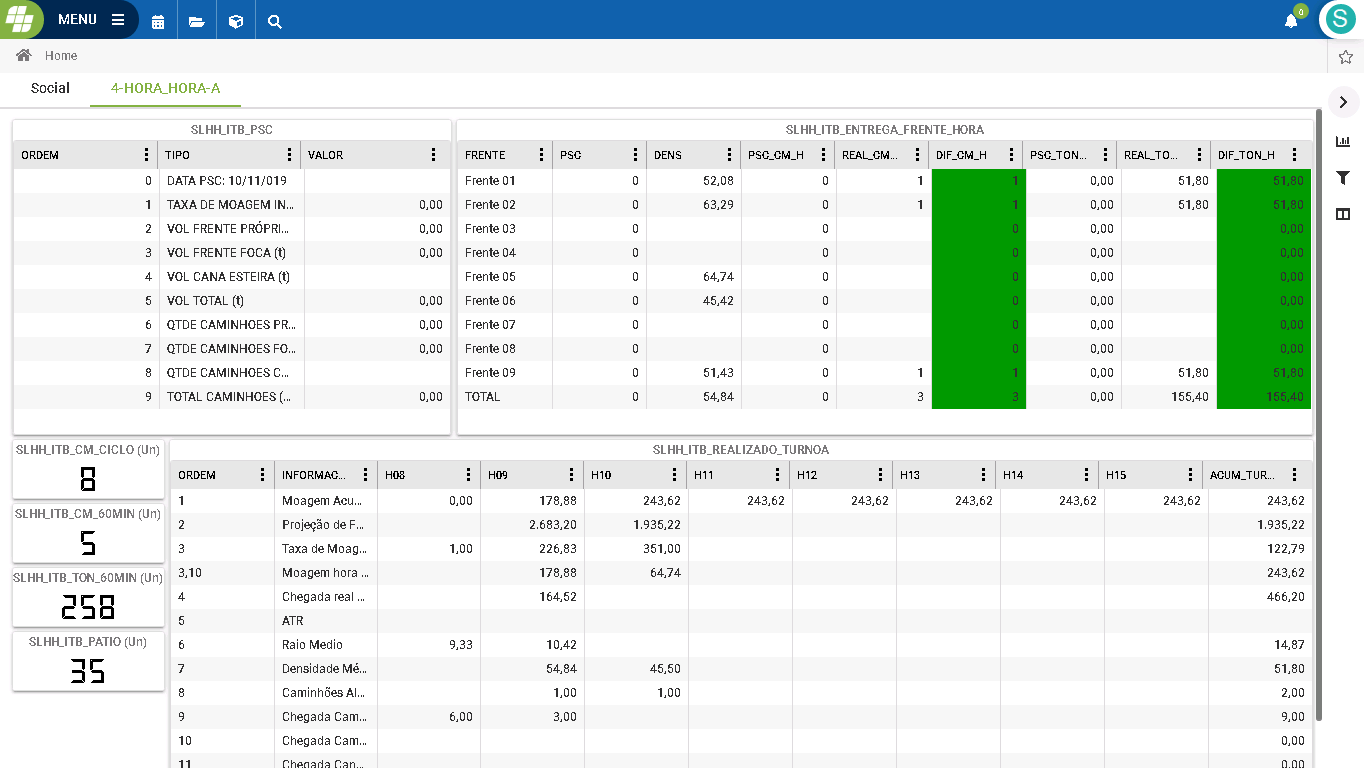 MENU
0
S
Home
Social 4-HORA_HORA-A
SLHH_ITB_PSC
ORDEM TIPO VALOR
0 DATA PSC: 10/11/019
1 TAXA DE MOAGEM IN... 0,00
2 VOL FRENTE PRÓPRI... 0,00
3 VOL FRENTE FOCA (t) 0,00
4 VOL CANA ESTEIRA (t)
5 VOL TOTAL (t) 0,00
6 QTDE CAMINHOES PR... 0,00
7 QTDE CAMINHOES FO... 0,00
8 QTDE CAMINHOES C...
9 TOTAL CAMINHOES (... 0,00
SLHH_ITB_ENTREGA_FRENTE_HORA
FRENTE PSC DENS PSC_CM_H REAL_CM... DIF_CM_H PSC_TON... REAL_TO... DIF_TON_H
Frente 01 0 52,08 0 1 1 0,00 51,80 51,80
Frente 02 0 63,29 0 1 1 0,00 51,80 51,80
Frente 03 0 0 0 0,00 0,00
Frente 04 0 0 0 0,00 0,00
Frente 05 0 64,74 0 0 0,00 0,00
Frente 06 0 45,42 0 0 0,00 0,00
Frente 07 0 0 0 0,00 0,00
Frente 08 0 0 0 0,00 0,00
Frente 09 0 51,43 0 1 1 0,00 51,80 51,80
TOTAL 0 54,84 0 3 3 0,00 155,40 155,40
SLHH_ITB_CM_CICLO (Un)
8
SLHH_ITB_CM_60MIN (Un)
5
SLHH_ITB_TON_60MIN (Un)
258
SLHH_ITB_PATIO (Un)
35
SLHH_ITB_REALIZADO_TURNOA
ORDEM INFORMAC... H08 H09 H10 H11 H12 H13 H14 H15 ACUM_TUR...
1 Moagem Acu... 0,00 178,88 243,62 243,62 243,62 243,62 243,62 243,62 243,62
2 Projeção de F... 2.683,20 1.935,22 1.935,22
3 Taxa de Moag... 1,00 226,83 351,00 122,79
3,10 Moagem hora ... 178,88 64,74 243,62
4 Chegada real ... 164,52 466,20
5 ATR
6 Raio Medio 9,33 10,42 14,87
7 Densidade Mé... 54,84 45,50 51,80
8 Caminhões Al... 1,00 1,00 2,00
9 Chegada Cam... 6,00 3,00 9,00
10 Chegada Cam... 0,00
11 Chegada Can... 0,00